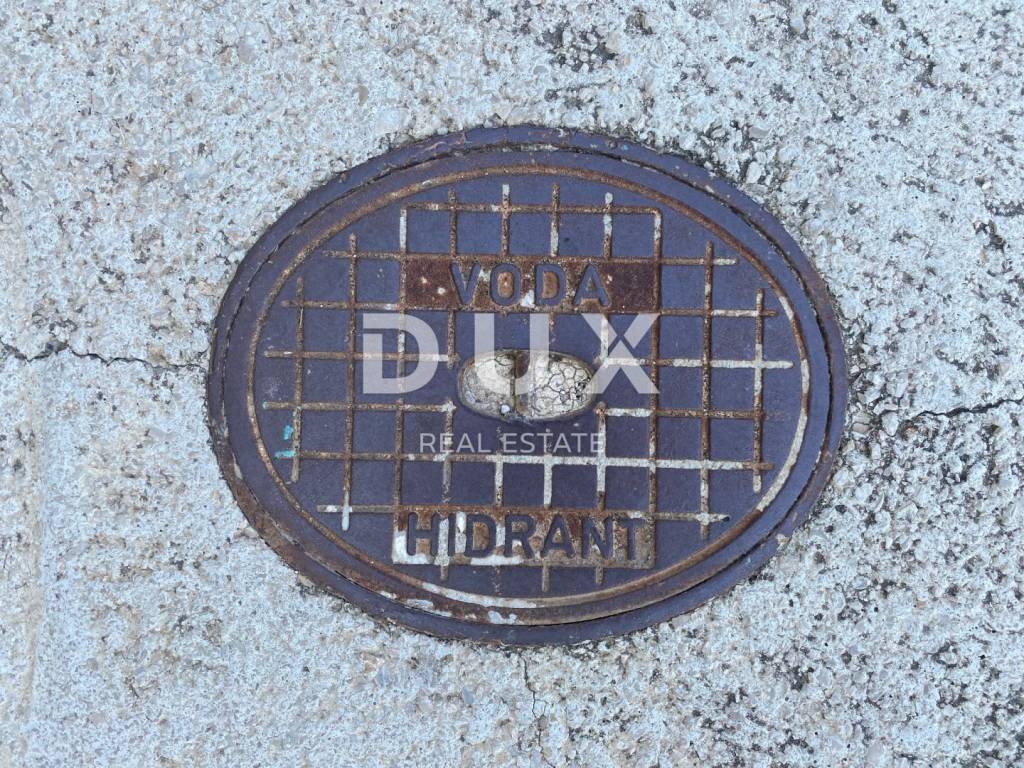 VODA
DUX
REAL ESTATE
HIDRANT